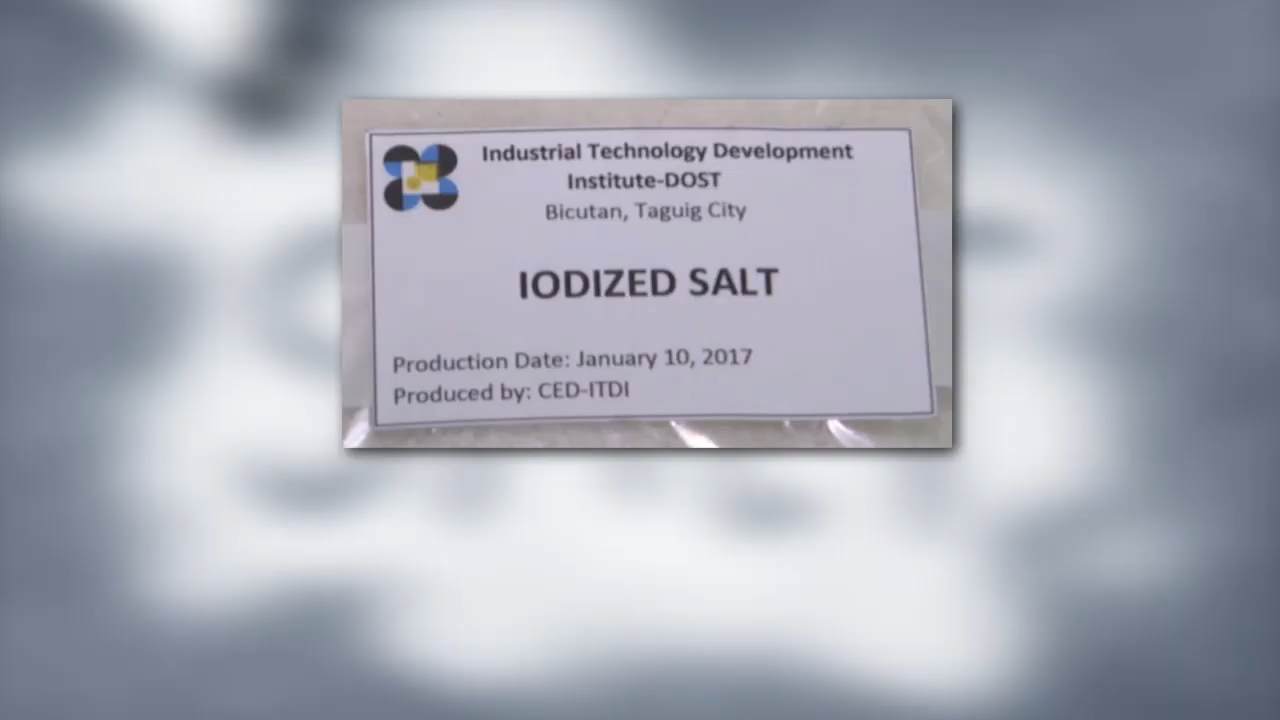 Industrial Technology Development
Institute-DOST
Bicutan, Taguig City
IODIZED SALT
Production Date: January 10, 2017
Produced by: CED-ITDI